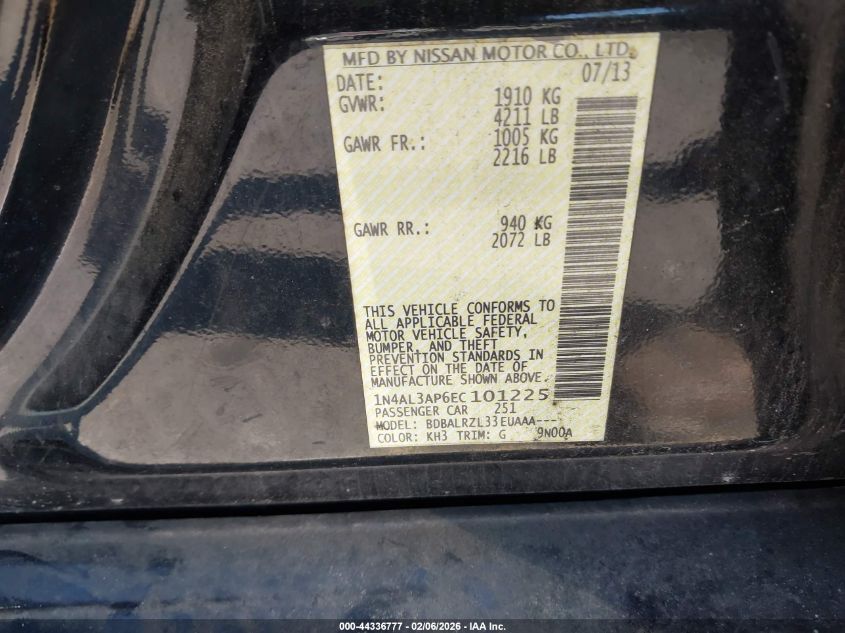 MFD BY NISSAN MOTOR CO., LTD.
DATE: 07/13
GVWR: 1910 KG
4211 LB
GAWR FR.: 1005 KG
2216 LB
GAWR RR.: 940 KG
2072 LB
THIS VEHICLE CONFORMS TO
ALL APPLICABLE FEDERAL
MOTOR VEHICLE SAFETY,
BUMPER, AND THEFT
PREVENTION STANDARDS IN
EFFECT ON THE DATE OF
MANUFACTURE SHOWN ABOVE.
1N4AL3AP6EC101225
PASSENGER CAR 251
MODEL: BDBALRZL33EUAAA----
COLOR: KH3 TRIM: G 9N00A
000-44336777 - 02/06/2026 - IAA Inc.